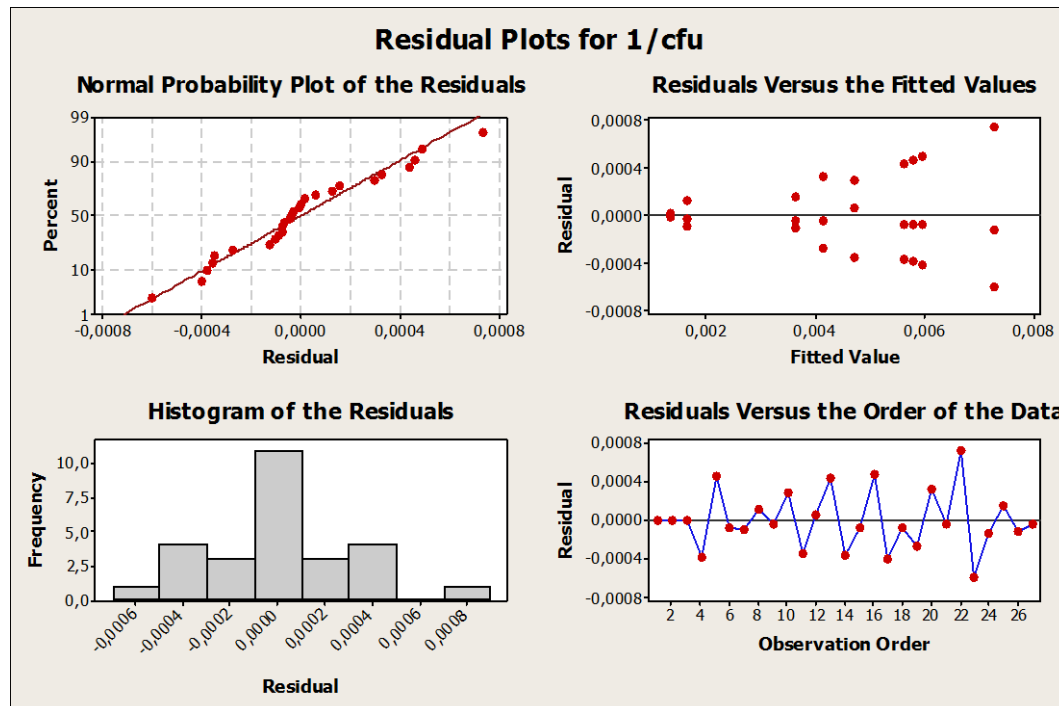 Residual Plots for 1/cfu
Normal Probability Plot of the Residuals
99
90
50
10
1
Percent
-0,0008 -0,0004 0,0000 0,0004 0,0008
Residual
Residuals Versus the Fitted Values
0,0008
0,0004
0,0000
-0,0004
-0,0008
Residual
0,002 0,004 0,006 0,008
Fitted Value
Histogram of the Residuals
10,0
7,5
5,0
2,5
0,0
Frequency
-0,0006 -0,0004 -0,0002 0,0000 0,0002 0,0004 0,0006 0,0008
Residual
Residuals Versus the Order of the Data
0,0008
0,0004
0,0000
-0,0004
-0,0008
Residual
2 4 6 8 10 12 14 16 18 20 22 24 26
Observation Order